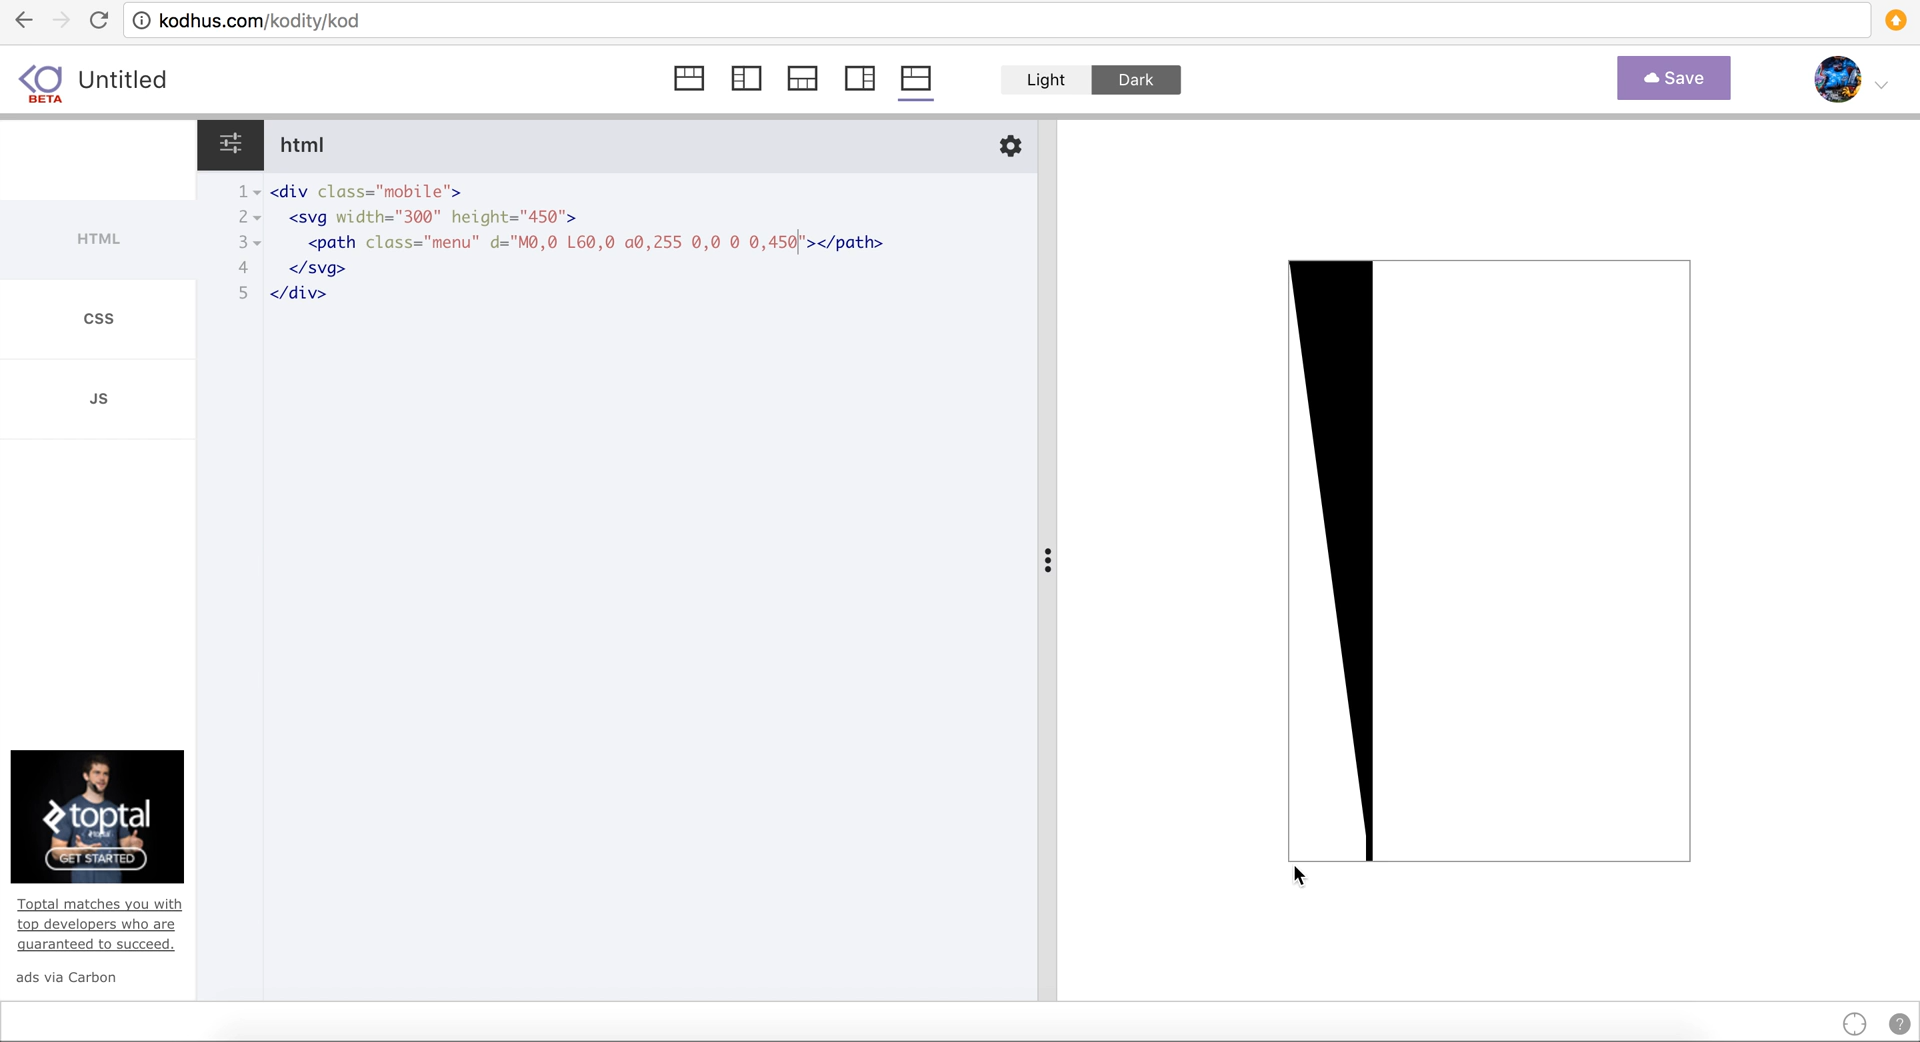 kodhus.com/kodity/kod
BETA
Untitled
Light
Dark
Save
html
HTML
CSS
JS
1 <div class="mobile">
2 <svg width="300" height="450">
3 <path class="menu" d="M0,0 L60,0 a0,255 0,0 0 0,450"></path>
4 </svg>
5 </div>
toptal
GET STARTED
Toptal matches you with
top developers who are
guaranteed to succeed.
ads via Carbon
?